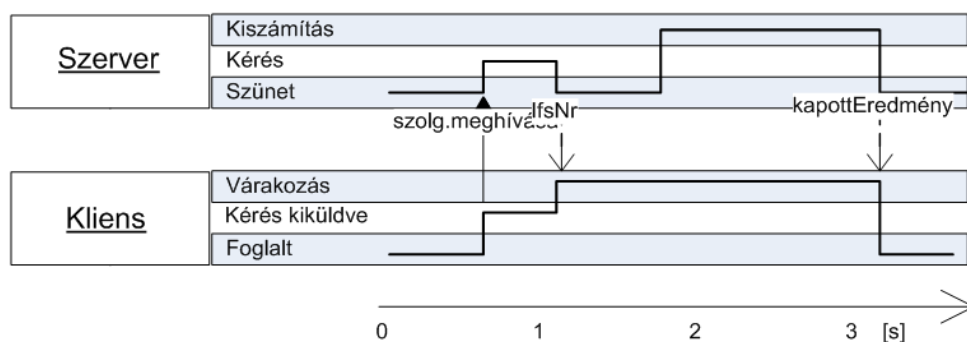 Szerver
Kiszámítás
Kérés
Szünet
szolg.meghívása
lfsNr
kapottEredmény
Kliens
Várakozás
Kérés kiküldve
Foglalt
0 1 2 3 [s]